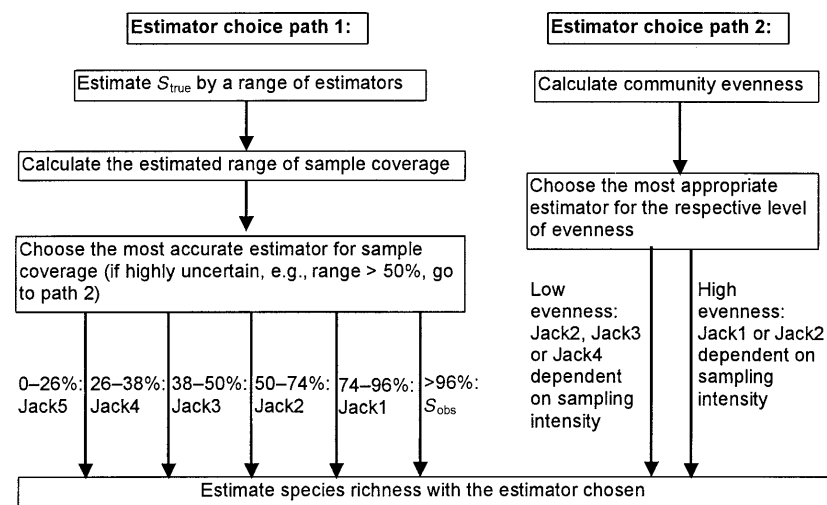 Estimator choice path 1:
Estimate Strue by a range of estimators
Calculate the estimated range of sample coverage
Choose the most accurate estimator for sample
coverage (if highly uncertain, e.g., range > 50%, go
to path 2)
0–26%:
Jack5
26–38%:
Jack4
38–50%:
Jack3
50–74%:
Jack2
74–96%:
Jack1
>96%:
Sobs
Estimator choice path 2:
Calculate community evenness
Choose the most appropriate
estimator for the respective level
of evenness
Low
evenness:
Jack2, Jack3
or Jack4
dependent
on sampling
intensity
High
evenness:
Jack1 or Jack2
dependent on
sampling
intensity
Estimate species richness with the estimator chosen